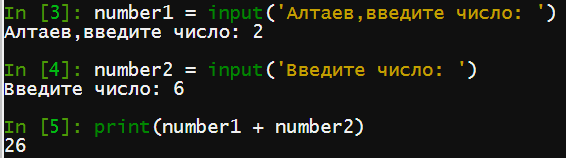 In [3]: number1 = input('Алтаев,введите число: ')
Алтаев,введите число: 2
In [4]: number2 = input('Введите число: ')
Введите число: 6
In [5]: print(number1 + number2)
26